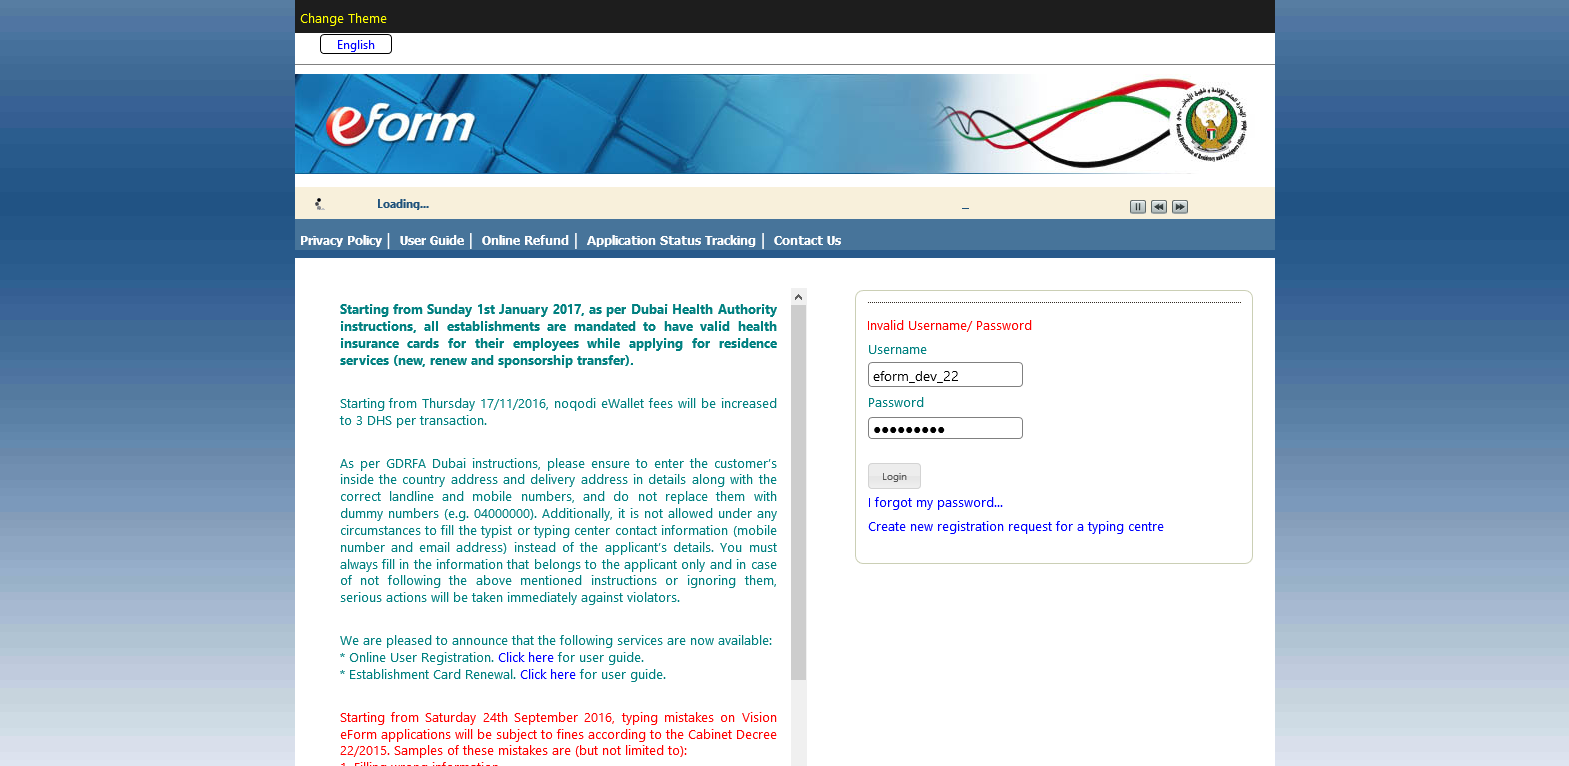 Change Theme
English
eform
Loading...
_
Privacy Policy | User Guide | Online Refund | Application Status Tracking | Contact Us
Starting from Sunday 1st January 2017, as per Dubai Health Authority
instructions, all establishments are mandated to have valid health
insurance cards for their employees while applying for residence
services (new, renew and sponsorship transfer).
Starting from Thursday 17/11/2016, noqodi eWallet fees will be increased
to 3 DHS per transaction.
As per GDRFA Dubai instructions, please ensure to enter the customer's
inside the country address and delivery address in details along with the
correct landline and mobile numbers, and do not replace them with
dummy numbers (e.g. 04000000). Additionally, it is not allowed under any
circumstances to fill the typist or typing center contact information (mobile
number and email address) instead of the applicant's details. You must
always fill in the information that belongs to the applicant only and in case
of not following the above mentioned instructions or ignoring them,
serious actions will be taken immediately against violators.
We are pleased to announce that the following services are now available:
* Online User Registration. Click here for user guide.
* Establishment Card Renewal. Click here for user guide.
Starting from Saturday 24th September 2016, typing mistakes on Vision
eForm applications will be subject to fines according to the Cabinet Decree
22/2015. Samples of these mistakes are (but not limited to):
1. Filling wrong information
Invalid Username/ Password
Username
eform_dev_22
Password
●●●●●●●●●
Login
I forgot my password...
Create new registration request for a typing centre